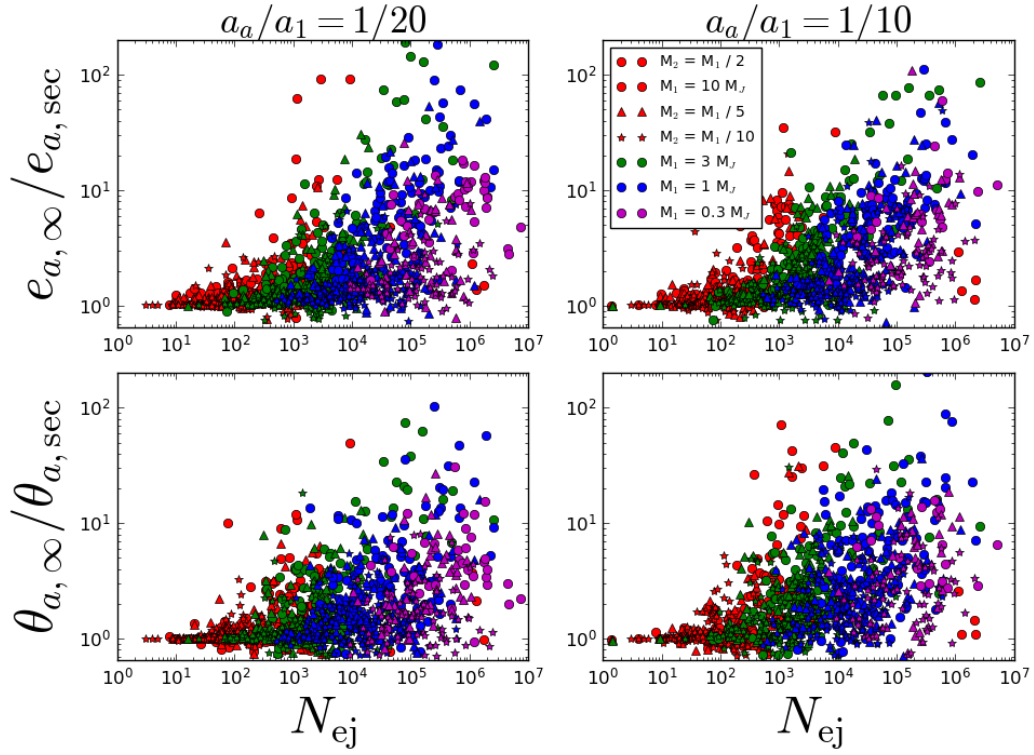 a_a/a_1 = 1/20
a_a/a_1 = 1/10
e_{a,∞}/e_{a,sec}
10^2
10^1
10^0
10^0 10^1 10^2 10^3 10^4 10^5 10^6 10^7
10^2
10^1
10^0
M_2 = M_1 / 2
M_1 = 10 M_J
M_2 = M_1 / 5
M_2 = M_1 / 10
M_1 = 3 M_J
M_1 = 1 M_J
M_1 = 0.3 M_J
10^0 10^1 10^2 10^3 10^4 10^5 10^6 10^7
θ_{a,∞}/θ_{a,sec}
10^2
10^1
10^0
10^0 10^1 10^2 10^3 10^4 10^5 10^6 10^7
N_ej
10^2
10^1
10^0
10^0 10^1 10^2 10^3 10^4 10^5 10^6 10^7
N_ej